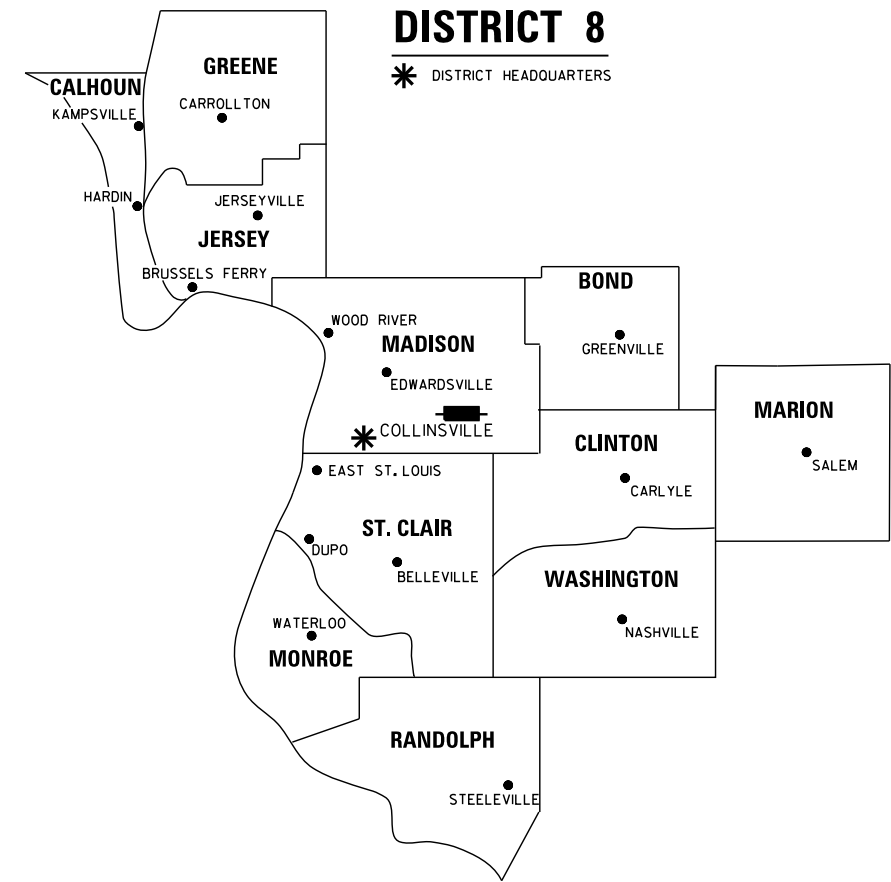 DISTRICT 8
DISTRICT HEADQUARTERS
GREENE
CALHOUN
CARROLLTON
KAMPSVILLE
HARDIN
JERSEYVILLE
JERSEY
BRUSSELS FERRY
BOND
WOOD RIVER
MADISON
GREENVILLE
EDWARDSVILLE
MARION
COLLINSVILLE
CLINTON
SALEM
EAST ST. LOUIS
CARLYLE
ST. CLAIR
DUPO
BELLEVILLE
WASHINGTON
WATERLOO
NASHVILLE
MONROE
RANDOLPH
STEELEVILLE